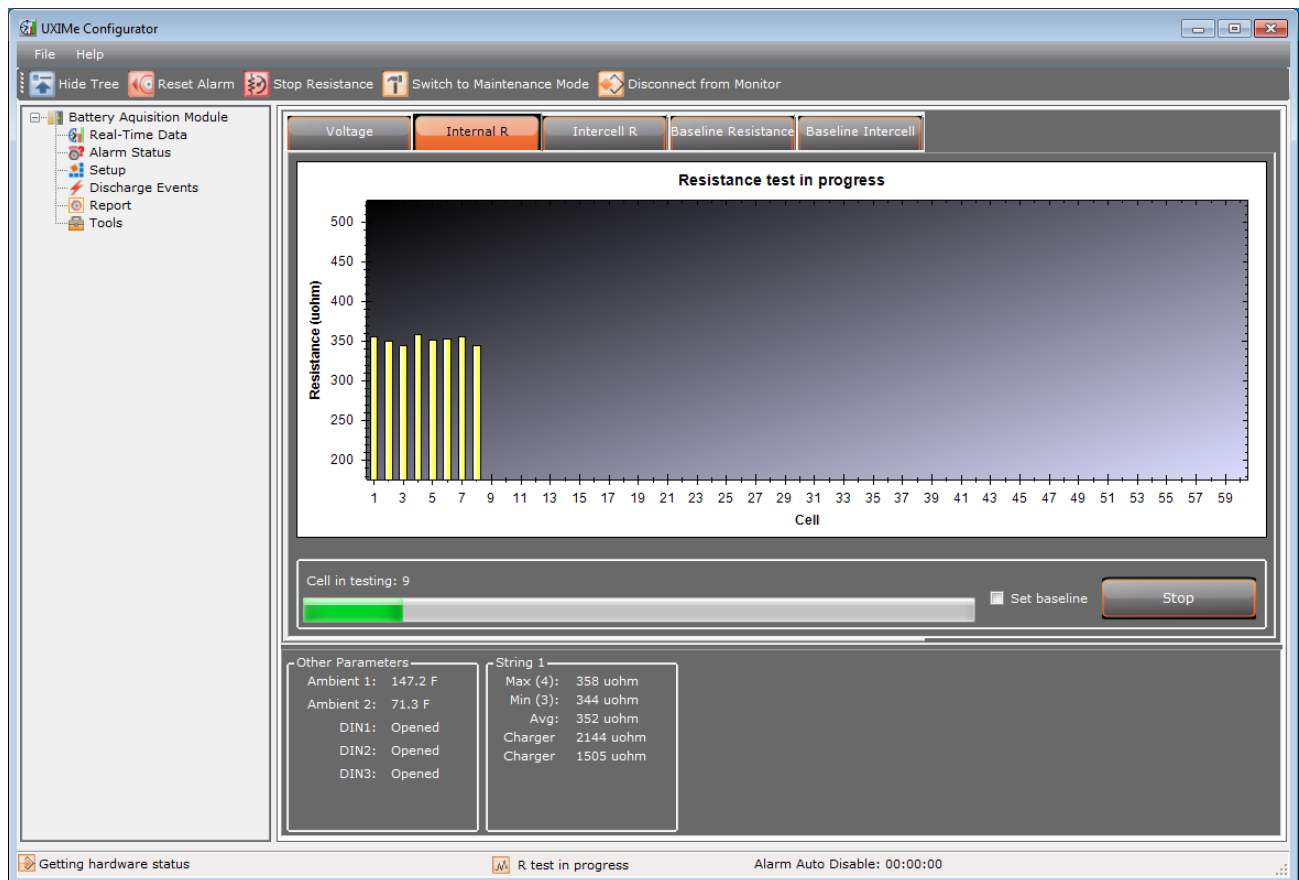 UXIMe Configurator
File Help
Hide Tree Reset Alarm Stop Resistance Switch to Maintenance Mode Disconnect from Monitor
Battery Aquisition Module
Real-Time Data
Alarm Status
Setup
Discharge Events
Report
Tools
Voltage Internal R Intercell R Baseline Resistance Baseline Intercell
Resistance test in progress
500
450
400
350
300
250
200
Resistance (uohm)
1 3 5 7 9 11 13 15 17 19 21 23 25 27 29 31 33 35 37 39 41 43 45 47 49 51 53 55 57 59
Cell
Cell in testing: 9
Set baseline Stop
Other Parameters
Ambient 1: 147.2 F
Ambient 2: 71.3 F
DIN1: Opened
DIN2: Opened
DIN3: Opened
String 1
Max (4): 358 uohm
Min (3): 344 uohm
Avg: 352 uohm
Charger 2144 uohm
Charger 1505 uohm
Getting hardware status R test in progress Alarm Auto Disable: 00:00:00